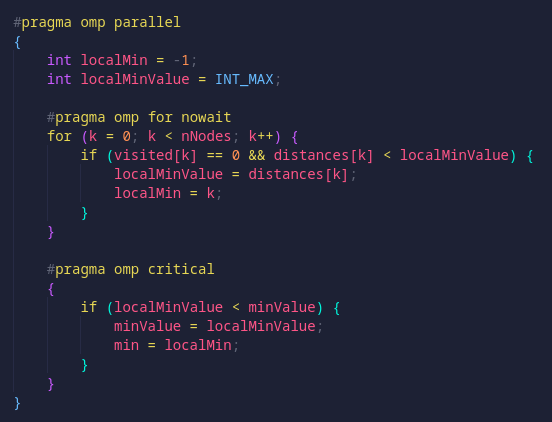 #pragma omp parallel
{
    int localMin = -1;
    int localMinValue = INT_MAX;

    #pragma omp for nowait
    for (k = 0; k < nNodes; k++) {
        if (visited[k] == 0 && distances[k] < localMinValue) {
            localMinValue = distances[k];
            localMin = k;
        }
    }

    #pragma omp critical
    {
        if (localMinValue < minValue) {
            minValue = localMinValue;
            min = localMin;
        }
    }
}